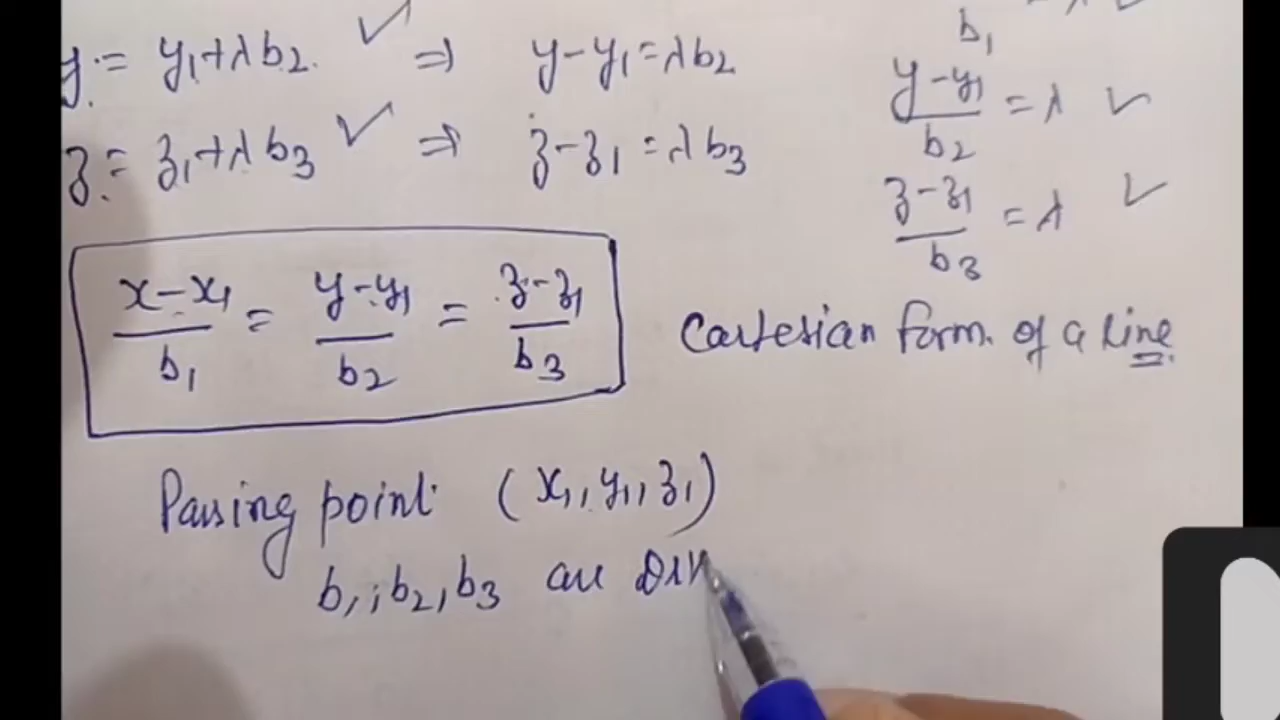 y = y₁+λb₂ ✓ ⇒ y-y₁=λb₂
z = z₁+λb₃ ✓ ⇒ z-z₁=λb₃
b₁ = λ ✓
(y-y₁)/b₂ = λ ✓
(z-z₁)/b₃ = λ ✓
(x-x₁)/b₁ = (y-y₁)/b₂ = (z-z₁)/b₃
Cartesian form. of a Line
Passing point (x₁, y₁, z₁)
b₁, b₂, b₃ are Dir